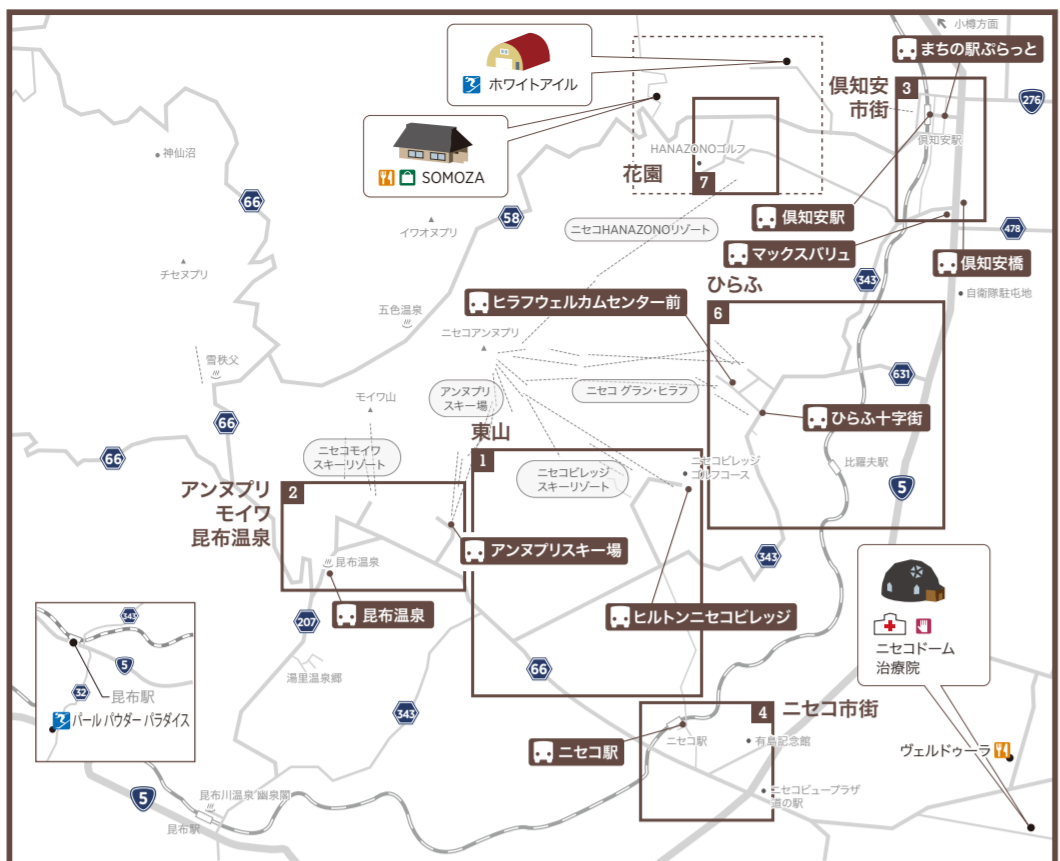 小樽方面
まちの駅ぷらっと
ホワイトアイル
倶知安
市街
3
276
倶知安駅
SOMOZA
HANAZONOゴルフ
花園
7
神仙沼
66
イワオヌプリ
58
ニセコHANAZONOリゾート
倶知安駅
マックスバリュ
478
倶知安橋
343
自衛隊駐屯地
チセヌプリ
ひらふ
6
ヒラフウェルカムセンター前
五色温泉
ニセコアンヌプリ
雪秩父
631
モイワ山
アンヌプリ
スキー場
ニセコ グラン・ヒラフ
ひらふ十字街
66
66
ニセコモイワ
スキーリゾート
東山
1
ニセコビレッジ
スキーリゾート
ニセコビレッジ
ゴルフコース
比羅夫駅
5
アンヌプリ
モイワ
昆布温泉
2
アンヌプリスキー場
昆布温泉
343
昆布温泉
ヒルトンニセコビレッジ
207
ニセコドーム
治療院
343
5
32
昆布駅
パール パウダー パラダイス
湯里温泉郷
66
343
4
ニセコ市街
ニセコ駅
ニセコ駅
有島記念館
ヴェルドゥーラ
ニセコビュープラザ
道の駅
5
昆布川温泉 幽泉閣
昆布駅